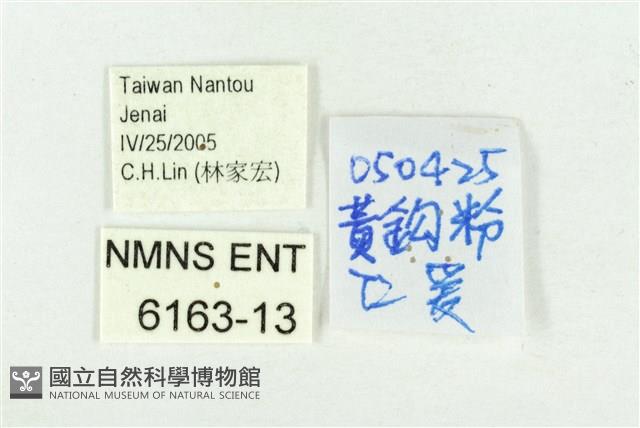 Taiwan Nantou
Jenai
IV/25/2005
C.H.Lin (林家宏)
NMNS ENT
6163-13
050425
黃鈎粉
國立自然科學博物館
NATIONAL MUSEUM OF NATURAL SCIENCE